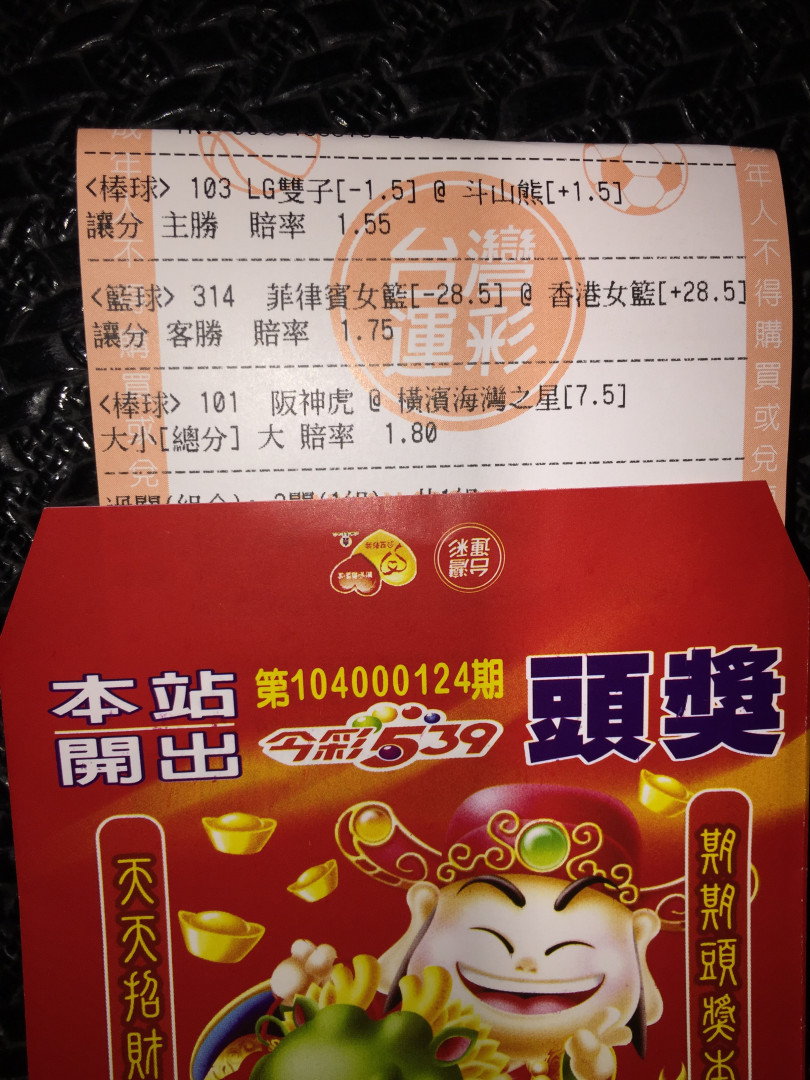 <棒球> 103 LG雙子[-1.5] @ 斗山熊[+1.5]
讓分 主勝 賠率 1.55
<籃球> 314 菲律賓女籃[-28.5] @ 香港女籃[+28.5]
讓分 客勝 賠率 1.75
<棒球> 101 阪神虎 @ 橫濱海灣之星[7.5]
大小[總分] 大 賠率 1.80
台灣
運彩
年人不得購買或兌
台灣
運彩
本站
開出
第104000124期
今彩539
頭獎
天天招財
期期頭獎本